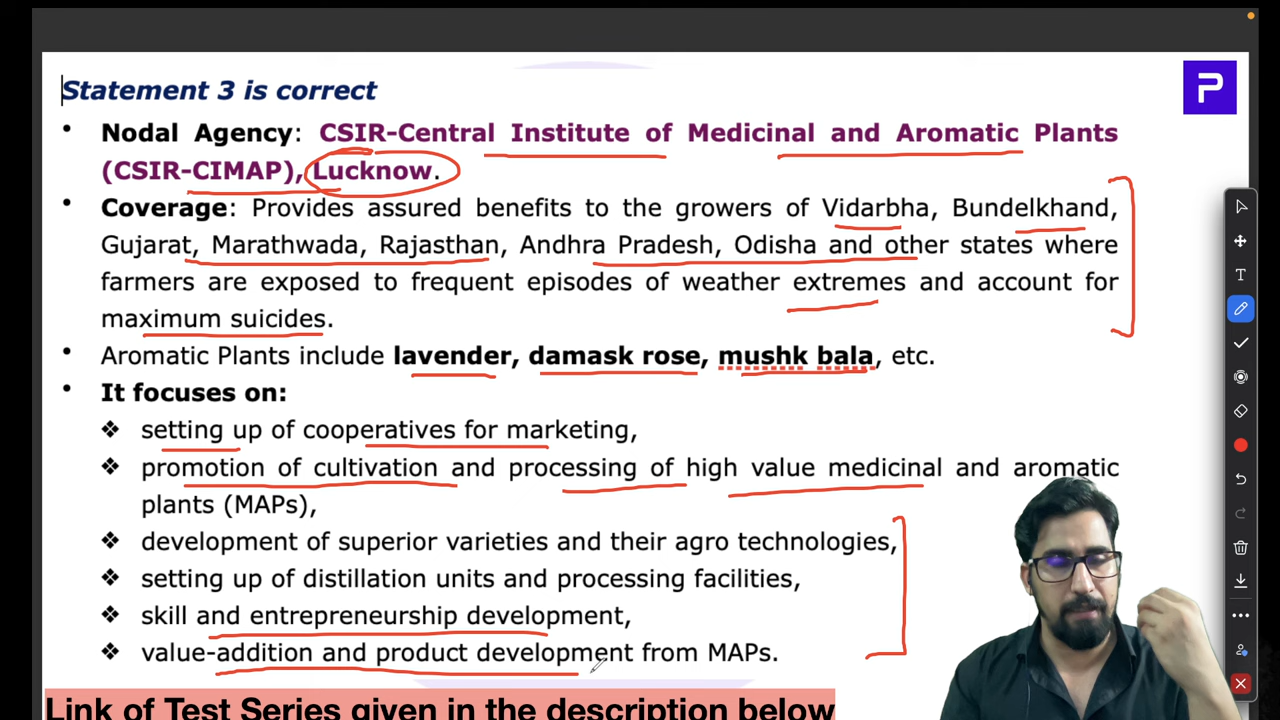 Statement 3 is correct
P
• Nodal Agency: CSIR-Central Institute of Medicinal and Aromatic Plants
(CSIR-CIMAP), Lucknow.
• Coverage: Provides assured benefits to the growers of Vidarbha, Bundelkhand,
Gujarat, Marathwada, Rajasthan, Andhra Pradesh, Odisha and other states where
farmers are exposed to frequent episodes of weather extremes and account for
maximum suicides.
• Aromatic Plants include lavender, damask rose, mushk bala, etc.
• It focuses on:
❖ setting up of cooperatives for marketing,
❖ promotion of cultivation and processing of high value medicinal and aromatic
plants (MAPs),
❖ development of superior varieties and their agro technologies,
❖ setting up of distillation units and processing facilities,
❖ skill and entrepreneurship development,
❖ value-addition and product development from MAPs.
Link of Test Series given in the description below